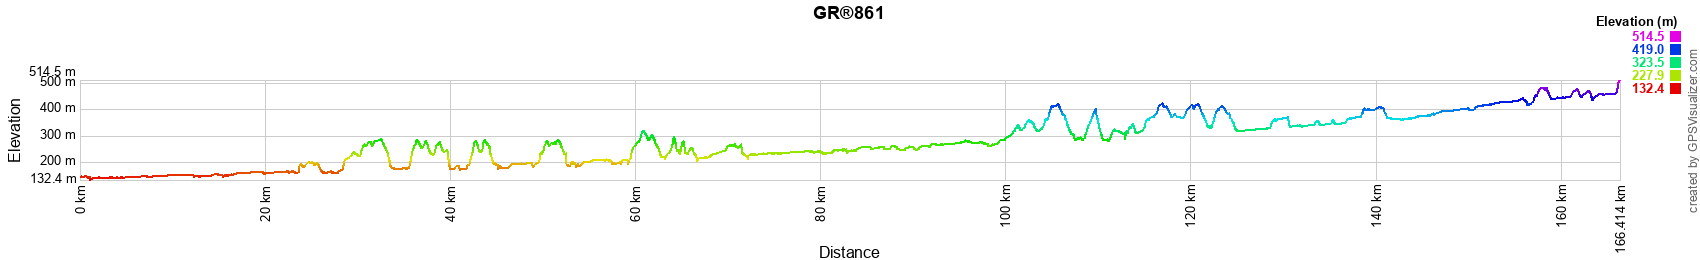 GR®861
Elevation (m)
514.5
419.0
323.5
227.9
132.4
514.5 m
500 m
400 m
300 m
200 m
132.4 m
Elevation
0 km
20 km
40 km
60 km
80 km
100 km
120 km
140 km
160 km
166.414 km
Distance
created by GPSVisualizer.com